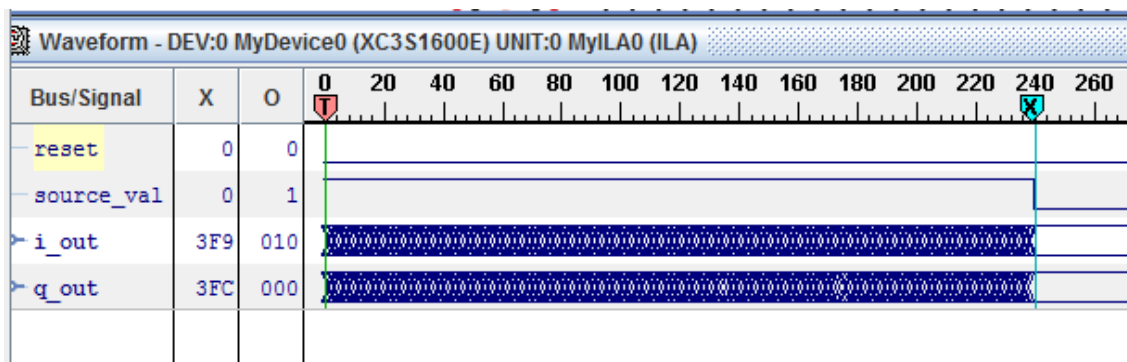 Waveform - DEV:0 MyDevice0 (XC3S1600E) UNIT:0 MyILA0 (ILA)
Bus/Signal X O 0 20 40 60 80 100 120 140 160 180 200 220 240 260
T X
reset 0 0
source_val 0 1
i_out 3F9 010
q_out 3FC 000